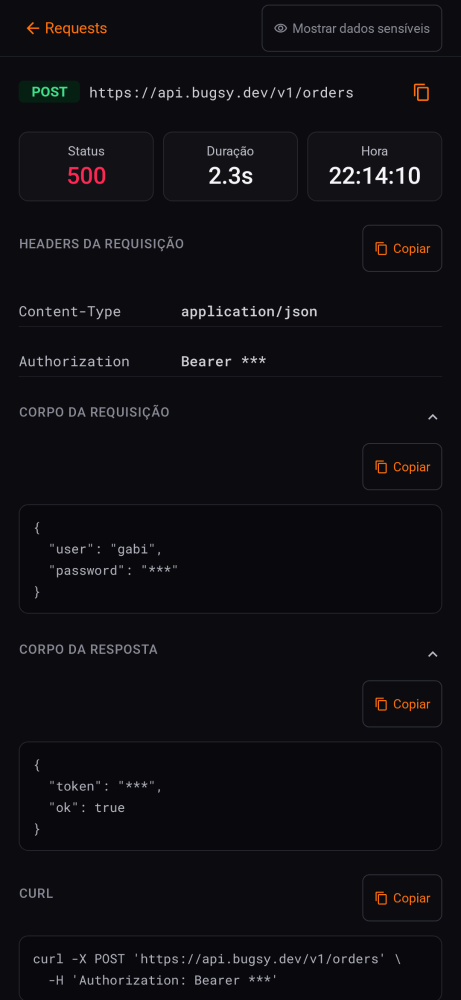 Requests
Mostrar dados sensíveis
POST https://api.bugsy.dev/v1/orders
Status
500
Duração
2.3s
Hora
22:14:10
HEADERS DA REQUISIÇÃO
Copiar
Content-Type application/json
Authorization Bearer ***
CORPO DA REQUISIÇÃO
Copiar
{
  "user": "gabi",
  "password": "***"
}
CORPO DA RESPOSTA
Copiar
{
  "token": "***",
  "ok": true
}
CURL
Copiar
curl -X POST 'https://api.bugsy.dev/v1/orders' \
  -H 'Authorization: Bearer ***'